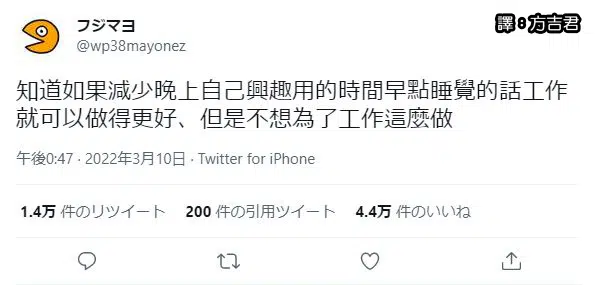 譯:方吉君
フジマヨ
@wp38mayonez
知道如果減少晚上自己興趣用的時間早點睡覺的話工作
就可以做得更好、但是不想為了工作這麼做
午後0:47 · 2022年3月10日 · Twitter for iPhone
1.4万 件のリツイート 200 件の引用ツイート 4.4万 件のいいね